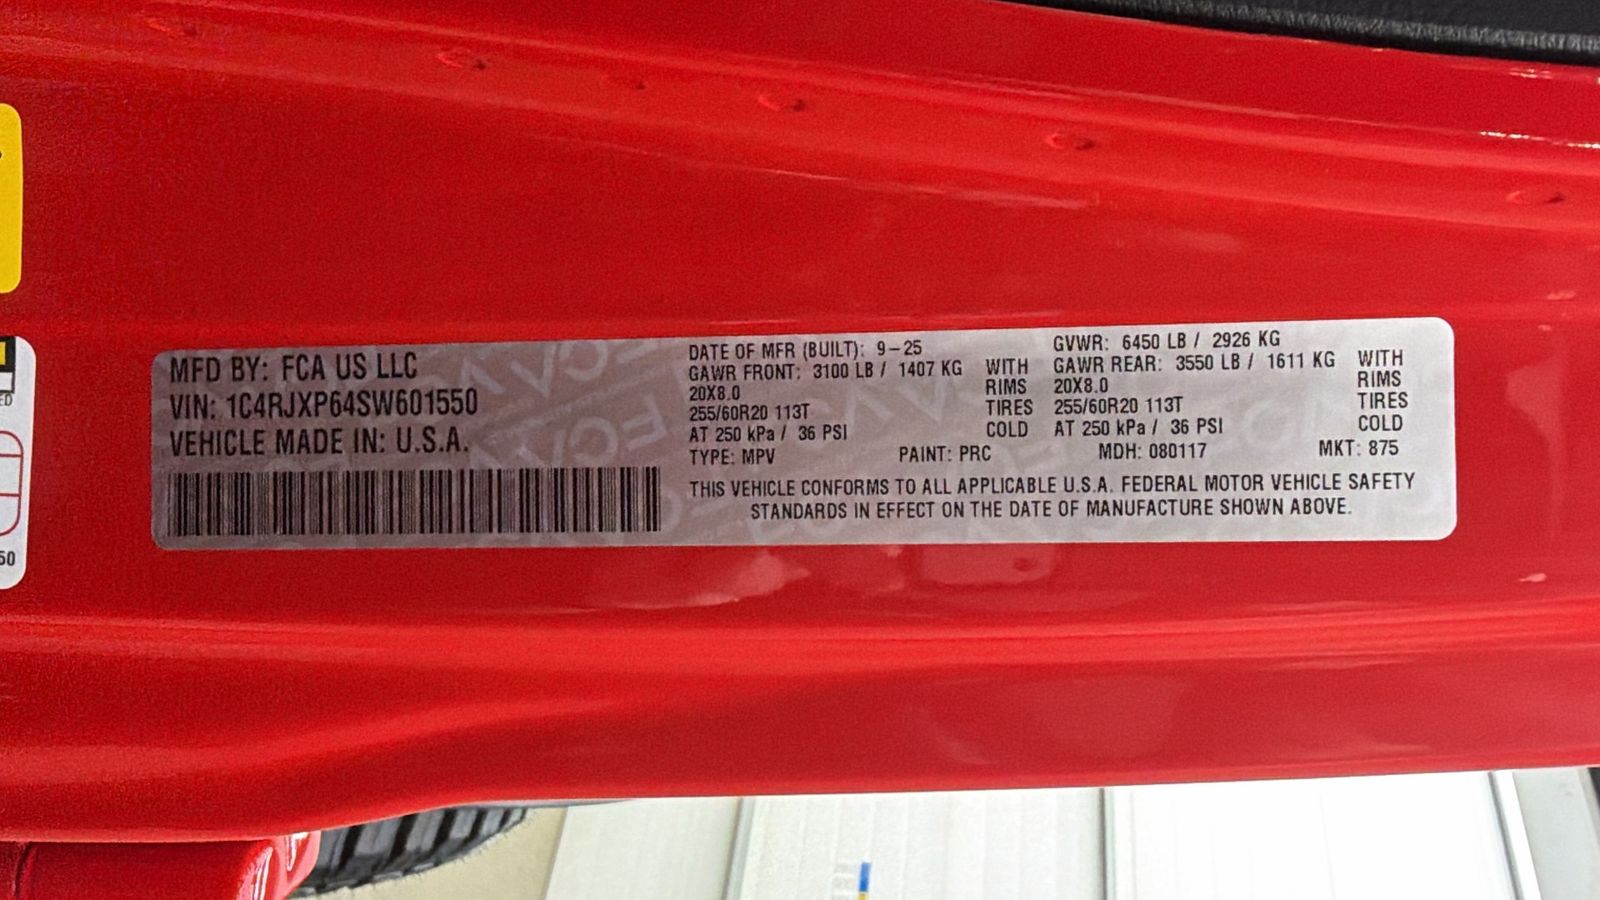 MFD BY: FCA US LLC
VIN: 1C4RJXP64SW601550
VEHICLE MADE IN: U.S.A.
DATE OF MFR (BUILT): 9-25
GVWR: 6450 LB / 2926 KG
GAWR FRONT: 3100 LB / 1407 KG WITH
20X8.0 RIMS
255/60R20 113T TIRES
AT 250 kPa / 36 PSI COLD
GAWR REAR: 3550 LB / 1611 KG WITH
20X8.0 RIMS
255/60R20 113T TIRES
AT 250 kPa / 36 PSI COLD
TYPE: MPV PAINT: PRC MDH: 080117 MKT: 875
THIS VEHICLE CONFORMS TO ALL APPLICABLE U.S.A. FEDERAL MOTOR VEHICLE SAFETY
STANDARDS IN EFFECT ON THE DATE OF MANUFACTURE SHOWN ABOVE.